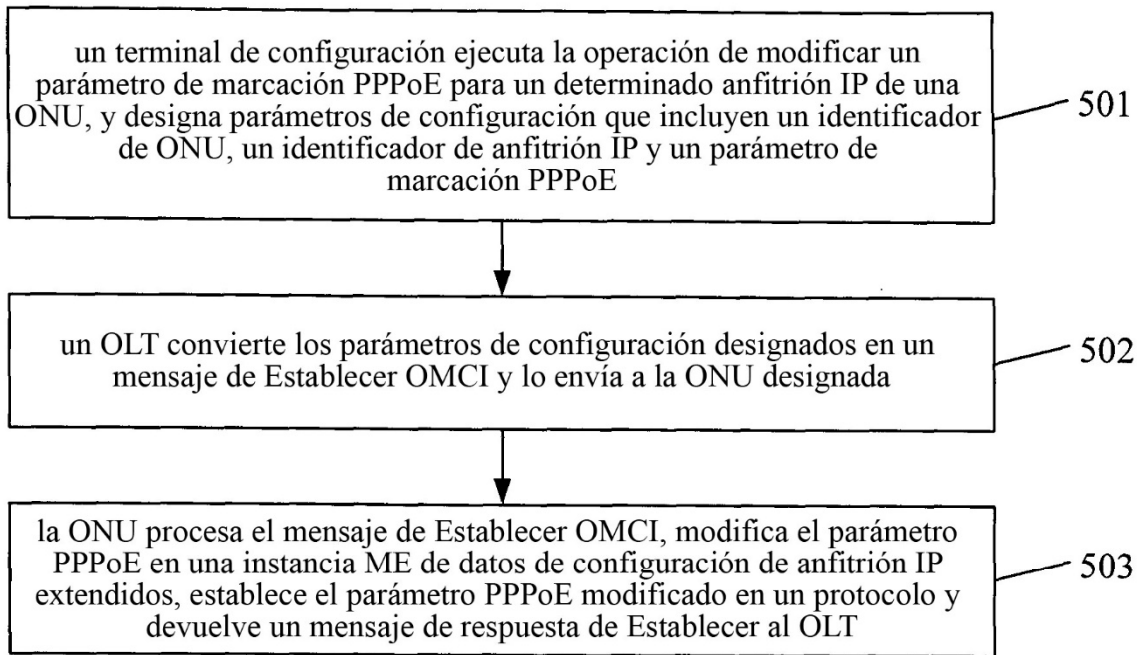 un terminal de configuración ejecuta la operación de modificar un
parámetro de marcación PPPoE para un determinado anfitrión IP de una
ONU, y designa parámetros de configuración que incluyen un identificador
de ONU, un identificador de anfitrión IP y un parámetro de
marcación PPPoE
501
un OLT convierte los parámetros de configuración designados en un
mensaje de Establecer OMCI y lo envía a la ONU designada
502
la ONU procesa el mensaje de Establecer OMCI, modifica el parámetro
PPPoE en una instancia ME de datos de configuración de anfitrión IP
extendidos, establece el parámetro PPPoE modificado en un protocolo y
devuelve un mensaje de respuesta de Establecer al OLT
503